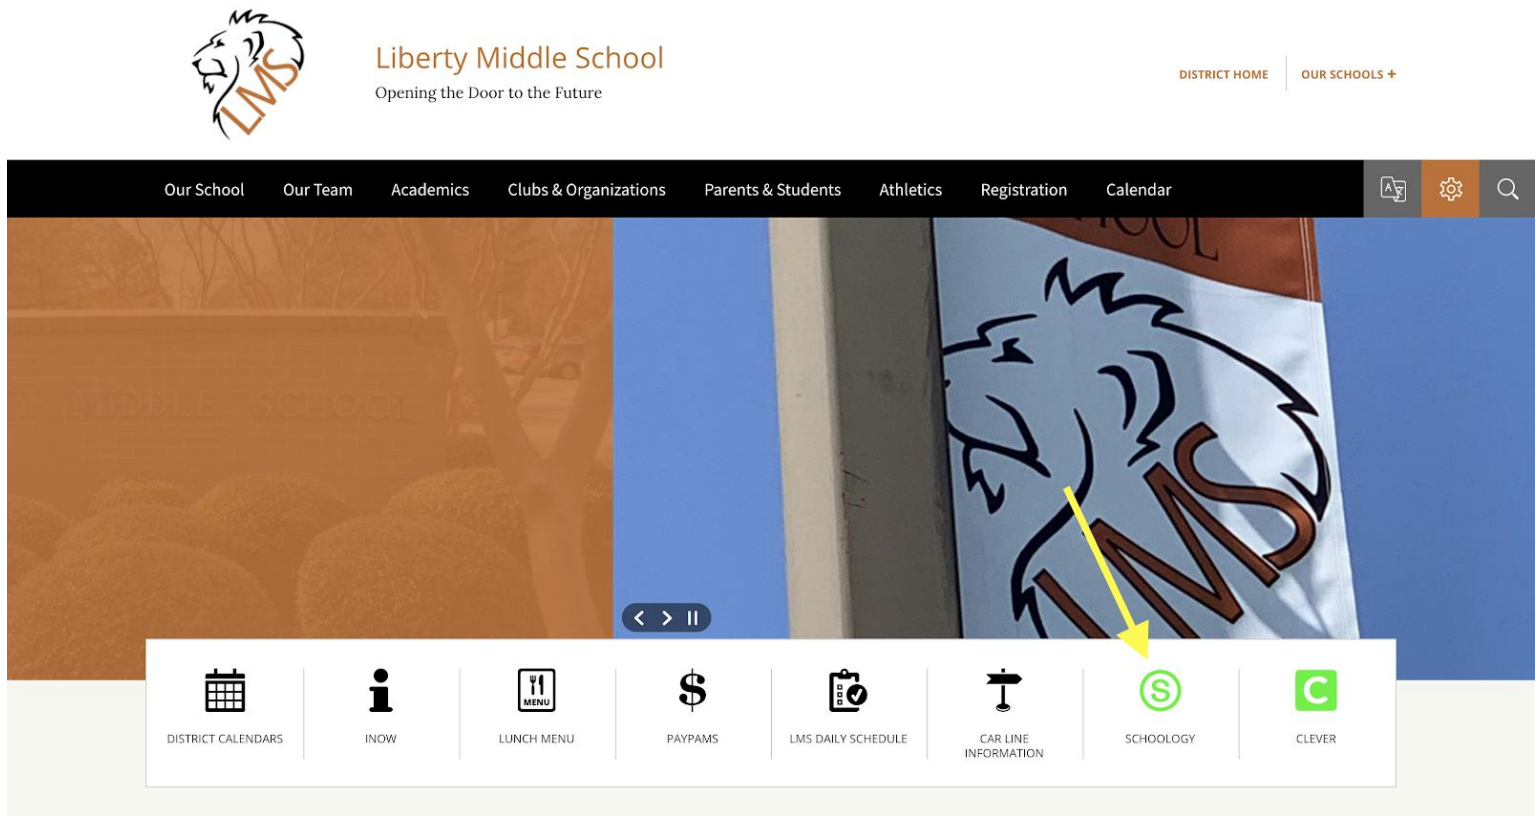 LMS
Liberty Middle School
Opening the Door to the Future
DISTRICT HOME
OUR SCHOOLS +
Our School
Our Team
Academics
Clubs & Organizations
Parents & Students
Athletics
Registration
Calendar
MIDDLE SCHOOL
LMS
MENU
S
C
DISTRICT CALENDARS
INOW
LUNCH MENU
PAYPAMS
LMS DAILY SCHEDULE
CAR LINE
INFORMATION
SCHOOLOGY
CLEVER